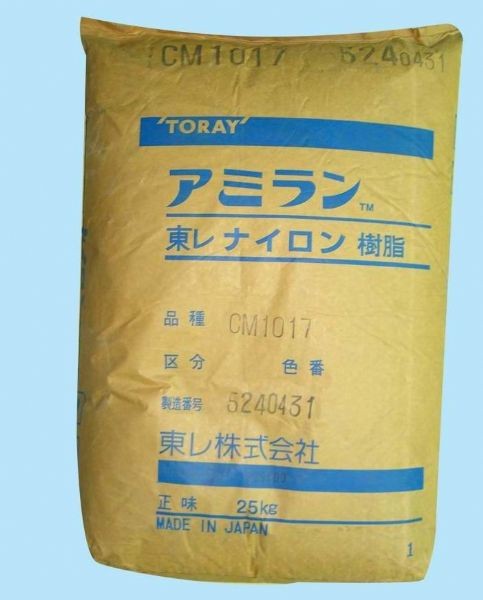 CM1017 5240431
TORAY
アミラン™
東レ ナイロン 樹脂
品種 CM1017
区分 色番
製造番号 5240431
東レ株式会社
正味 25kg
MADE IN JAPAN
1